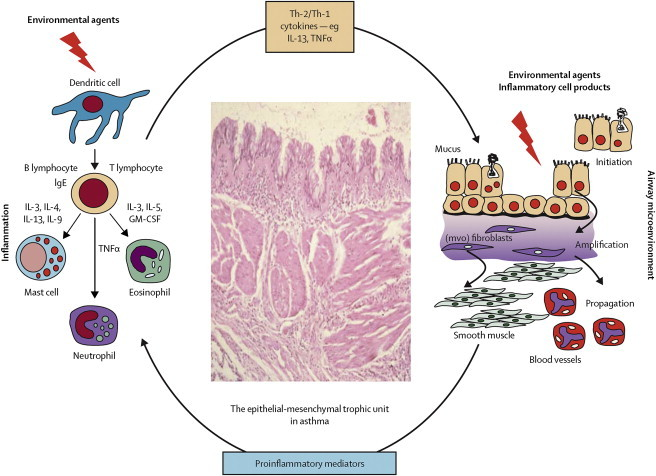 Th-2/Th-1
cytokines — eg
IL-13, TNFα
Environmental agents
Dendritic cell
B lymphocyte
T lymphocyte
IgE
IL-3, IL-4,
IL-13, IL-9
IL-3, IL-5,
GM-CSF
TNFα
Mast cell
Eosinophil
Neutrophil
Inflammation
Environmental agents
Inflammatory cell products
Mucus
Initiation
(mvo) fibroblasts
Amplification
Propagation
Smooth muscle
Blood vessels
Airway microenvironment
The epithelial-mesenchymal trophic unit
in asthma
Proinflammatory mediators